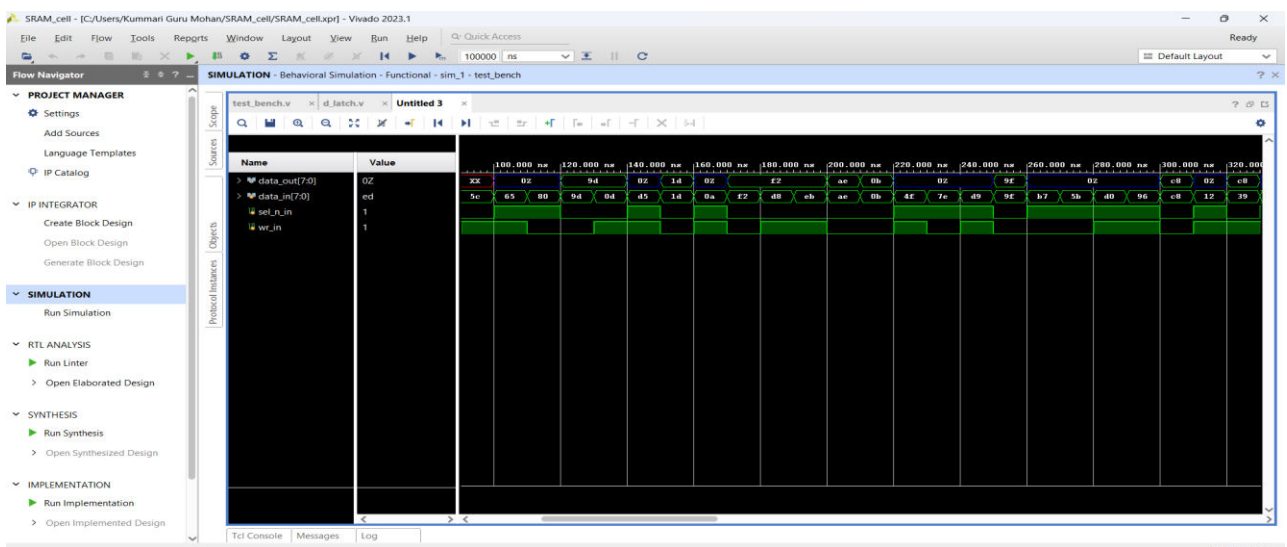 SRAM_cell - [C:/Users/Kummari Guru Mohan/SRAM_cell/SRAM_cell.xpr] - Vivado 2023.1
File Edit Flow Tools Reports Window Layout View Run Help Quick Access Ready
100000 ns Default Layout
Flow Navigator
SIMULATION - Behavioral Simulation - Functional - sim_1 - test_bench
PROJECT MANAGER
Settings
Add Sources
Language Templates
IP Catalog
IP INTEGRATOR
Create Block Design
Open Block Design
Generate Block Design
SIMULATION
Run Simulation
RTL ANALYSIS
Run Linter
Open Elaborated Design
SYNTHESIS
Run Synthesis
Open Synthesized Design
IMPLEMENTATION
Run Implementation
Open Implemented Design
Scope
Sources
Objects
Protocol Instances
test_bench.v d_latch.v Untitled 3
Name Value 100.000 ns 120.000 ns 140.000 ns 160.000 ns 180.000 ns 200.000 ns 220.000 ns 240.000 ns 260.000 ns 280.000 ns 300.000 ns 320.000
data_out[7:0] 0Z XX 0Z 9d 0Z 1d 0Z f2 ae 0b 0Z 9f 0Z c8 0Z c8
data_in[7:0] ed 5c 65 80 9d 0d d5 1d 0a f2 d8 eb ae 0b 4f 7e d9 9f b7 5b d0 96 c8 12 39
sel_n_in 1
wr_in 1
Tcl Console Messages Log